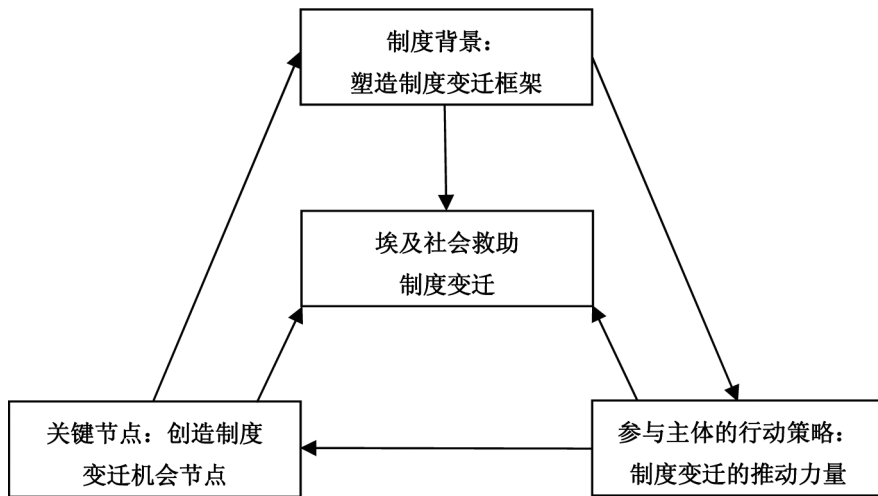 制度背景：
塑造制度变迁框架
埃及社会救助
制度变迁
关键节点：创造制度
变迁机会节点
参与主体的行动策略：
制度变迁的推动力量